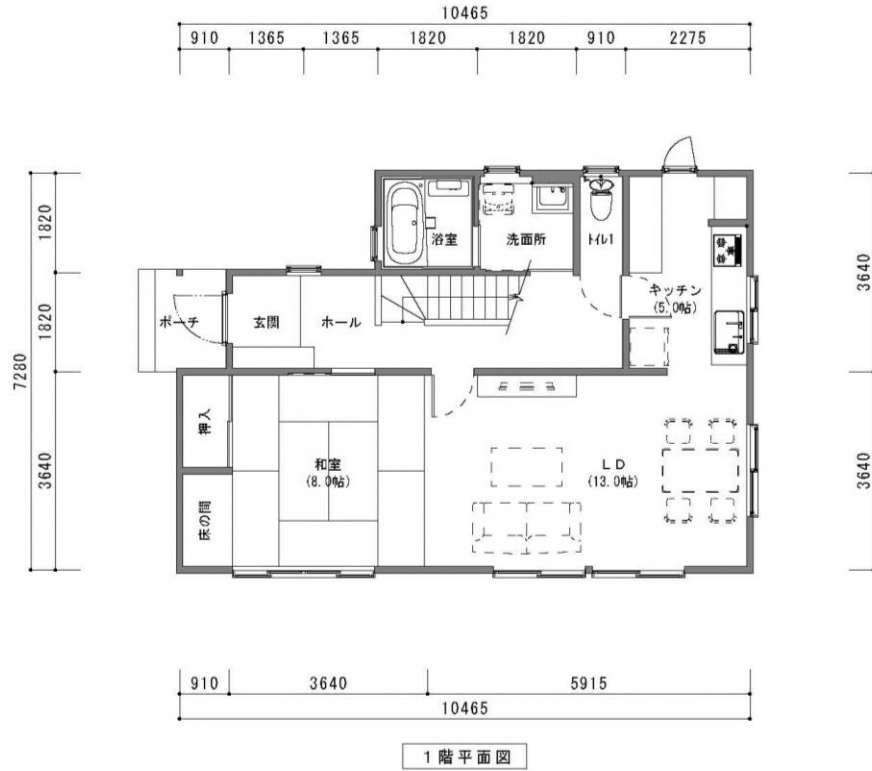 10465
910 1365 1365 1820 1820 910 2275
1820
1820
3640
7280
3640
3640
浴室
洗面所
トイレ1
キッチン
(5.0帖)
ポーチ
玄関
ホール
押入
和室
(8.0帖)
床の間
LD
(13.0帖)
910 3640 5915
10465
1階平面図